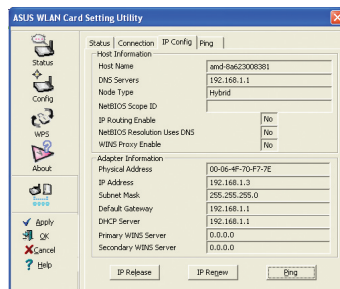 ASUS WLAN Card Setting Utility
Status
Config
WPS
About
Apply
OK
Cancel
Help
Status Connection IP Config Ping
Host Information
Host Name amd-8a623008381
DNS Servers 192.168.1.1
Node Type Hybrid
NetBIOS Scope ID
IP Routing Enable No
NetBIOS Resolution Uses DNS No
WINS Proxy Enable No
Adapter Information
Physical Address 00-06-4F-70-F7-7E
IP Address 192.168.1.3
Subnet Mask 255.255.255.0
Default Gateway 192.168.1.1
DHCP Server 192.168.1.1
Primary WINS Server 0.0.0.0
Secondary WINS Server 0.0.0.0
IP Release IP Renew Ping